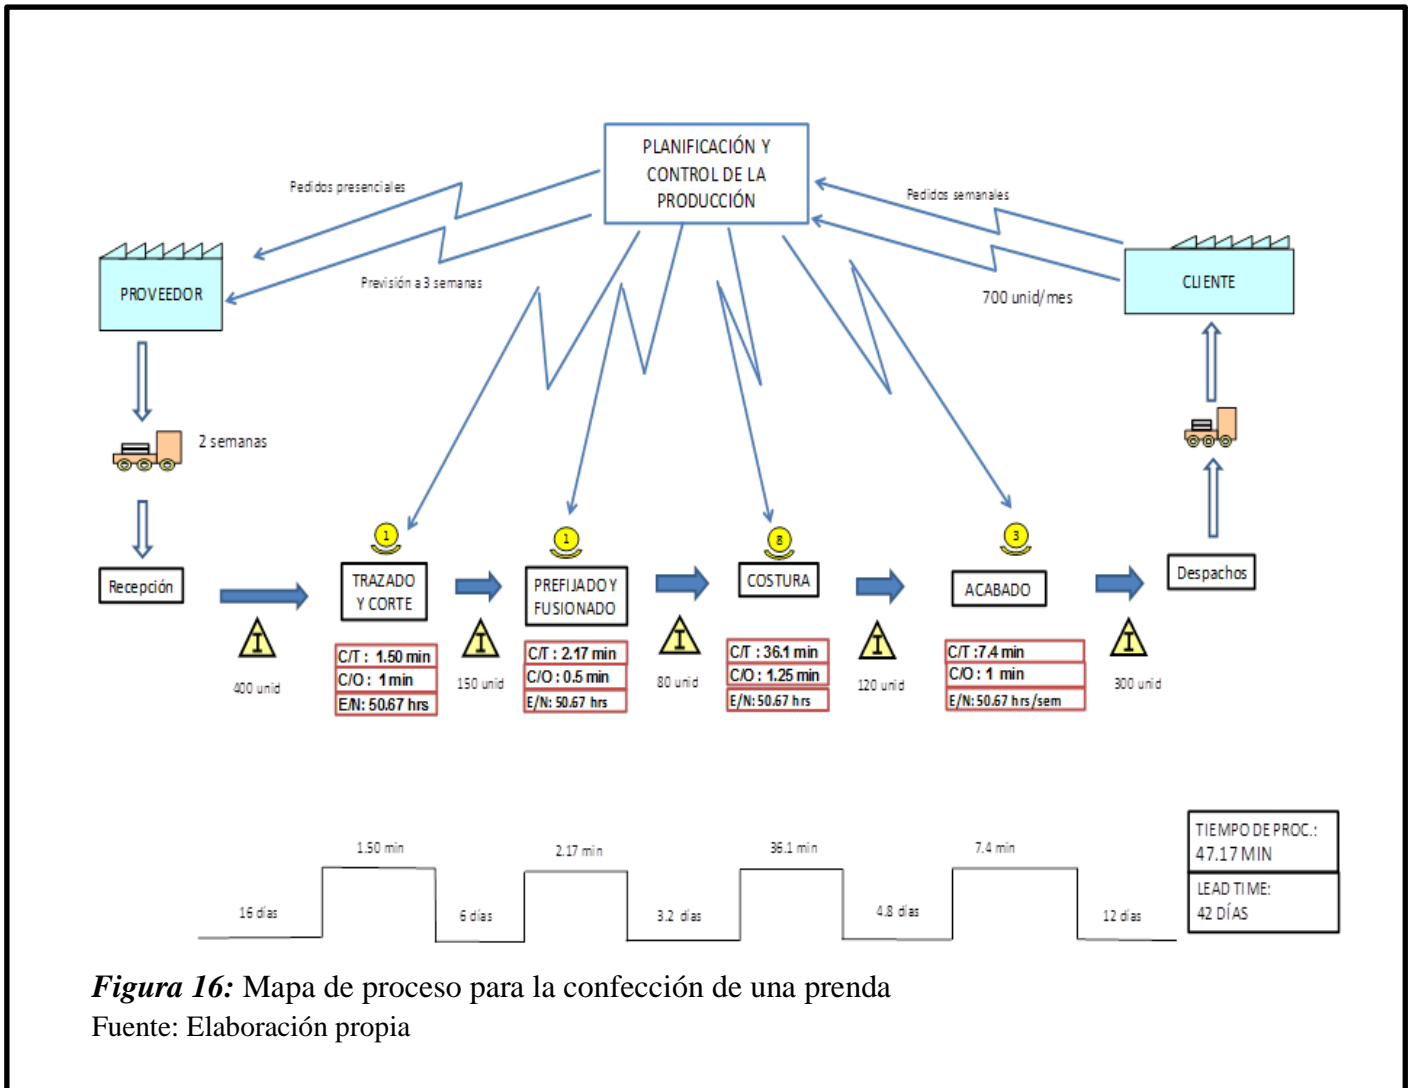 PLANIFICACIÓN Y
CONTROL DE LA
PRODUCCIÓN
Pedidos presenciales
Pedidos semanales
PROVEEDOR
Previsión a 3 semanas
700 unid/mes
CLIENTE
2 semanas
1
1
8
3
Recepción
TRAZADO
Y CORTE
PREFIJADO Y
FUSIONADO
COSTURA
ACABADO
Despachos
I
I
I
I
I
400 unid
150 unid
80 unid
120 unid
300 unid
C/T : 1.50 min
C/O : 1 min
E/N: 50.67 hrs
C/T : 2.17 min
C/O : 0.5 min
E/N: 50.67 hrs
C/T : 36.1 min
C/O : 1.25 min
E/N: 50.67 hrs
C/T :7.4 min
C/O : 1 min
E/N: 50.67 hrs/sem
1.50 min
2.17 min
36.1 min
7.4 min
16 días
6 días
3.2 días
4.8 días
12 días
TIEMPO DE PROC.:
47.17 MIN
LEAD TIME:
42 DÍAS
Figura 16: Mapa de proceso para la confección de una prenda
Fuente: Elaboración propia